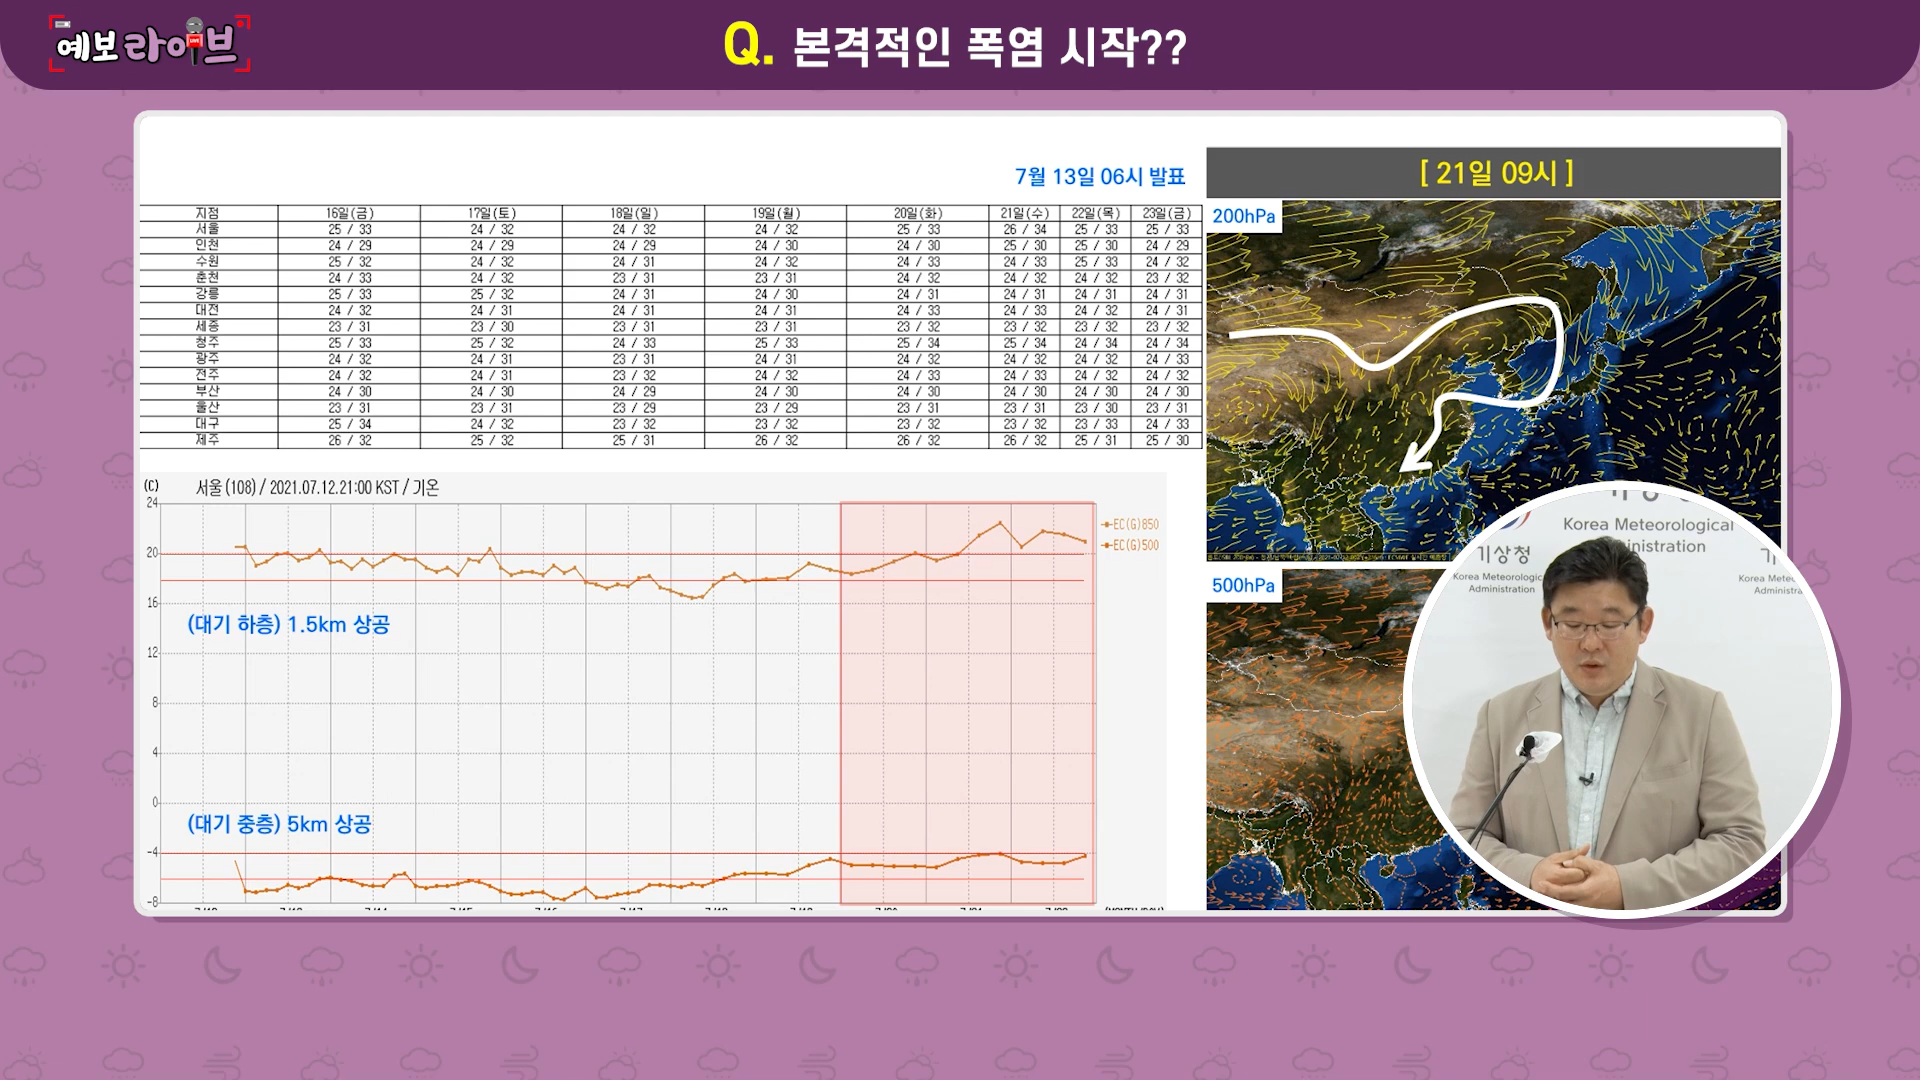 예보라이브
LIVE
Q. 본격적인 폭염 시작??
7월 13일 06시 발표
[ 21일 09시 ]
지점 16일(금) 17일(토) 18일(일) 19일(월) 20일(화) 21일(수) 22일(목) 23일(금)
서울 25 / 33 24 / 32 24 / 32 24 / 32 25 / 33 26 / 34 25 / 33 25 / 33
인천 24 / 29 24 / 29 24 / 29 24 / 30 24 / 30 25 / 30 25 / 30 24 / 29
수원 25 / 32 24 / 32 24 / 31 24 / 32 24 / 33 24 / 33 25 / 33 24 / 32
춘천 24 / 33 24 / 32 23 / 31 23 / 31 24 / 32 24 / 32 24 / 32 23 / 32
강릉 25 / 33 25 / 32 24 / 31 24 / 30 24 / 31 24 / 31 24 / 31 24 / 31
대전 24 / 32 24 / 31 24 / 31 24 / 31 24 / 33 24 / 33 24 / 32 24 / 31
세종 23 / 31 23 / 30 23 / 31 23 / 31 23 / 32 23 / 32 23 / 32 23 / 32
청주 25 / 33 25 / 32 24 / 33 25 / 33 25 / 34 25 / 34 24 / 34 24 / 34
광주 24 / 32 24 / 31 23 / 31 24 / 31 24 / 32 24 / 32 24 / 32 24 / 33
전주 24 / 32 24 / 31 23 / 32 24 / 32 24 / 33 24 / 33 24 / 32 24 / 32
부산 24 / 30 24 / 30 24 / 29 24 / 30 24 / 30 24 / 30 24 / 30 24 / 30
울산 23 / 31 23 / 31 23 / 29 23 / 29 23 / 31 23 / 31 23 / 30 23 / 31
대구 25 / 34 24 / 32 23 / 32 23 / 32 23 / 32 23 / 32 23 / 33 24 / 33
제주 26 / 32 25 / 32 25 / 31 26 / 32 26 / 32 26 / 32 25 / 31 25 / 30
200hPa
(C) 서울(108) / 2021.07.12.21:00 KST / 기온
24
20
16
12
8
4
0
-4
-8
EC(G)850
EC(G)500
(대기 하층) 1.5km 상공
(대기 중층) 5km 상공
500hPa
Korea Meteorological
기상청
Korea Meteorologic
Administration
Korea Mete
Administra